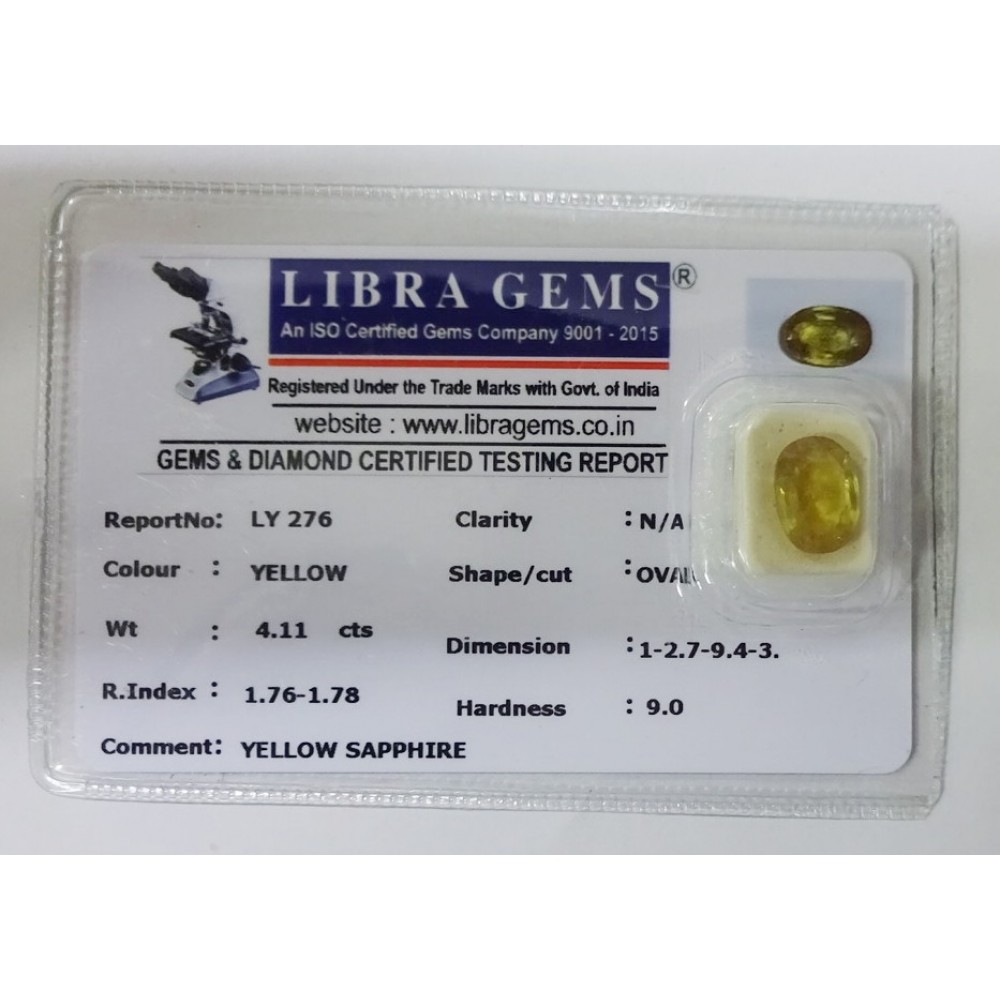 LIBRA GEMS®
An ISO Certified Gems Company 9001 - 2015
Registered Under the Trade Marks with Govt. of India
website : www.libragems.co.in
GEMS & DIAMOND CERTIFIED TESTING REPORT
ReportNo: LY 276 Clarity : N/A
Colour : YELLOW Shape/cut : OVAL
Wt : 4.11 cts
Dimension : 1-2.7-9.4-3.
R.Index : 1.76-1.78 Hardness : 9.0
Comment: YELLOW SAPPHIRE